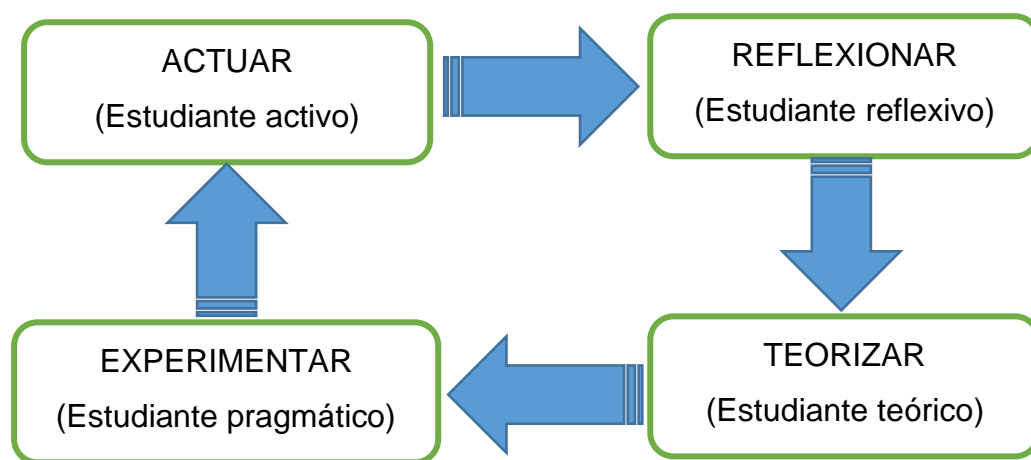 ACTUAR
(Estudiante activo)
REFLEXIONAR
(Estudiante reflexivo)
EXPERIMENTAR
(Estudiante pragmático)
TEORIZAR
(Estudiante teórico)